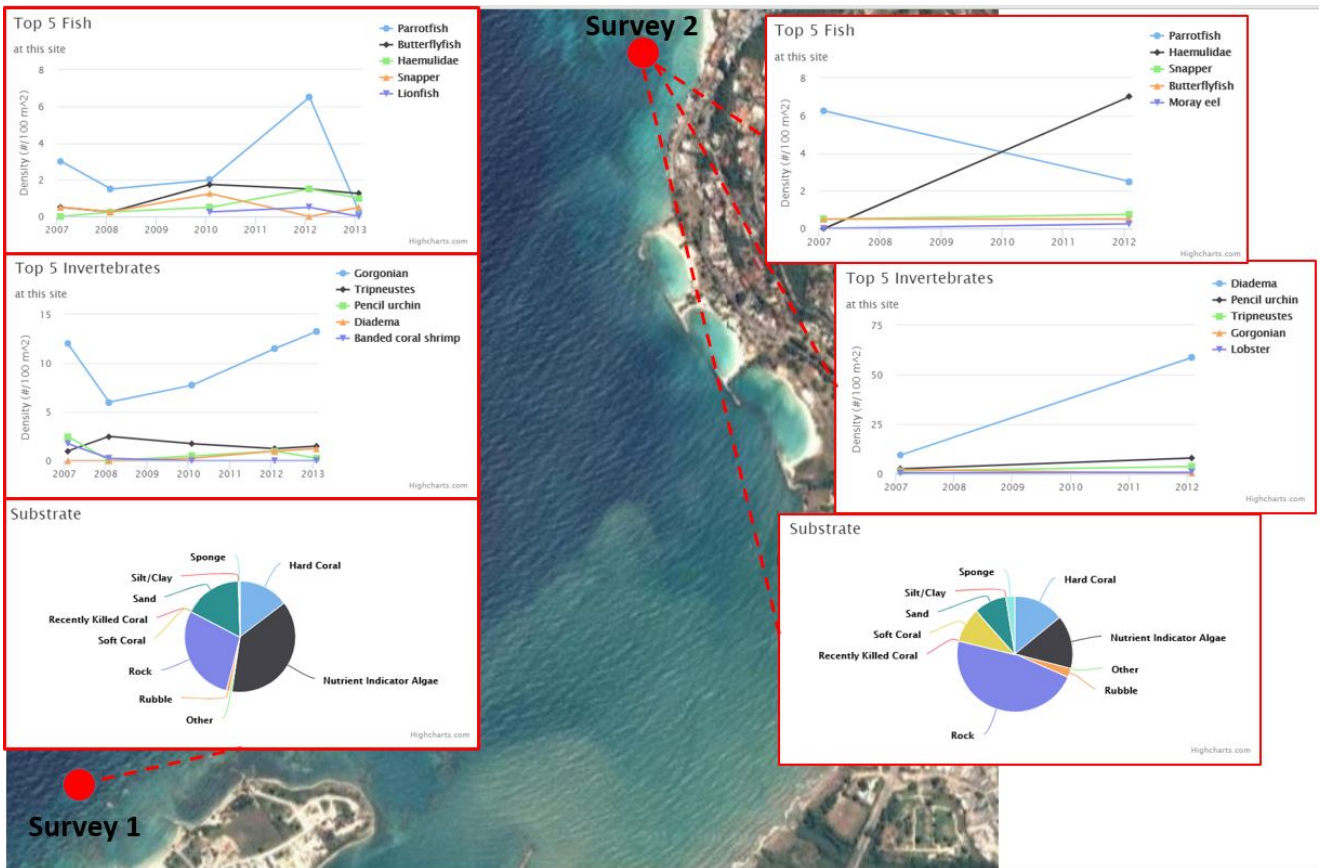 Top 5 Fish
at this site
Parrotfish
Butterflyfish
Haemulidae
Snapper
Lionfish
Density (#/100 m^2)
8
6
4
2
0
2007
2008
2009
2010
2011
2012
2013
Highcharts.com
Top 5 Invertebrates
at this site
Gorgonian
Tripneustes
Pencil urchin
Diadema
Banded coral shrimp
Density (#/100 m^2)
15
10
5
0
2007
2008
2009
2010
2011
2012
2013
Highcharts.com
Substrate
Sponge
Hard Coral
Silt/Clay
Sand
Recently Killed Coral
Soft Coral
Rock
Nutrient Indicator Algae
Rubble
Other
Highcharts.com
Survey 1
Survey 2
Top 5 Fish
at this site
Parrotfish
Haemulidae
Snapper
Butterflyfish
Moray eel
Density (#/100 m^2)
8
6
4
2
0
2007
2008
2009
2010
2011
2012
Highcharts.com
Top 5 Invertebrates
at this site
Diadema
Pencil urchin
Tripneustes
Gorgonian
Lobster
Density (#/100 m^2)
75
50
25
0
2007
2008
2009
2010
2011
2012
Highcharts.com
Substrate
Sponge
Hard Coral
Silt/Clay
Sand
Soft Coral
Nutrient Indicator Algae
Recently Killed Coral
Other
Rubble
Rock
Highcharts.com